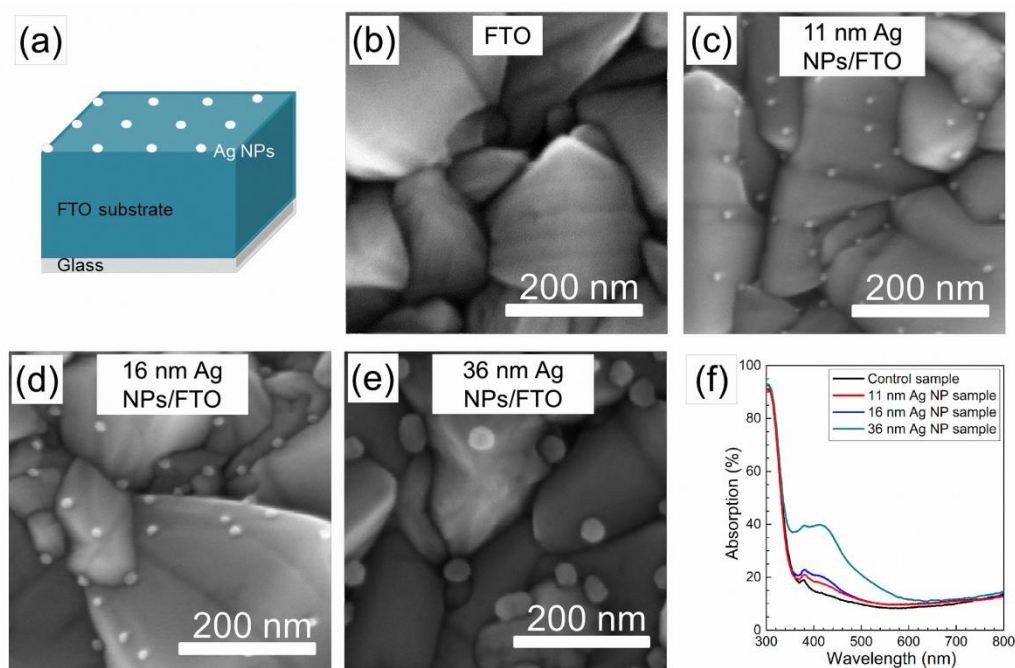 (a)
Ag NPs
FTO substrate
Glass
(b)
FTO
200 nm
(c)
11 nm Ag
NPs/FTO
200 nm
(d)
16 nm Ag
NPs/FTO
200 nm
(e)
36 nm Ag
NPs/FTO
200 nm
(f)
100
80
60
40
20
0
Absorption (%)
Control sample
11 nm Ag NP sample
16 nm Ag NP sample
36 nm Ag NP sample
300 400 500 600 700 800
Wavelength (nm)